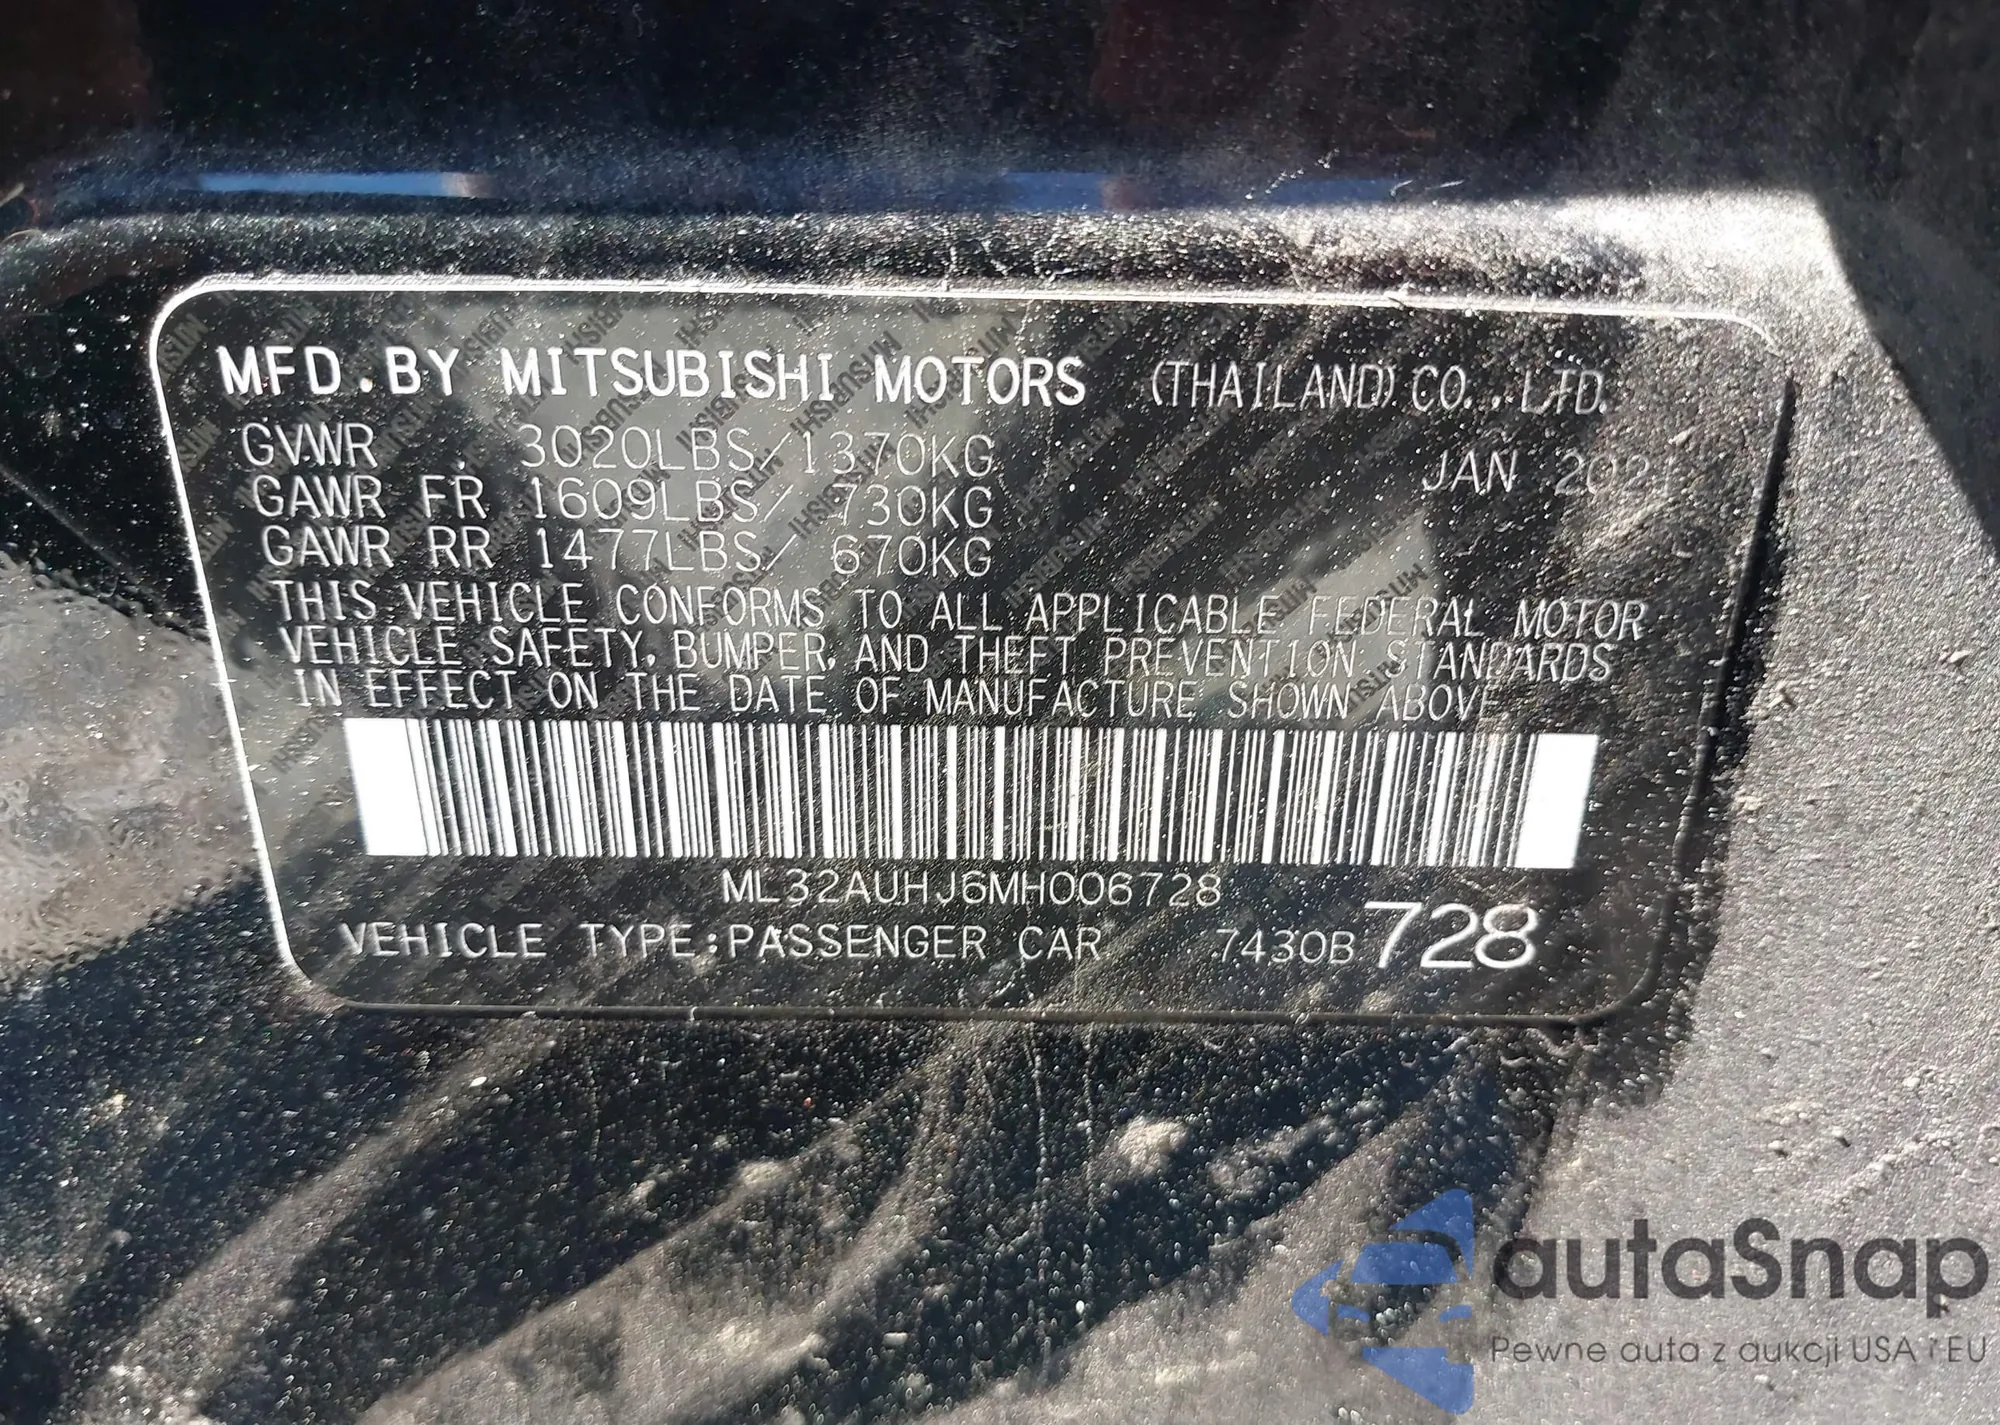 MFD.BY MITSUBISHI MOTORS (THAILAND) CO.,LTD.
GVWR 3020LBS/1370KG JAN 2021
GAWR FR 1609LBS/ 730KG
GAWR RR 1477LBS/ 670KG
THIS VEHICLE CONFORMS TO ALL APPLICABLE FEDERAL MOTOR
VEHICLE SAFETY, BUMPER, AND THEFT PREVENTION STANDARDS
IN EFFECT ON THE DATE OF MANUFACTURE SHOWN ABOVE
ML32AUHJ6MH006728
VEHICLE TYPE:PASSENGER CAR 7430B 728
autaSnap
Pewne auta z aukcji USA i EU